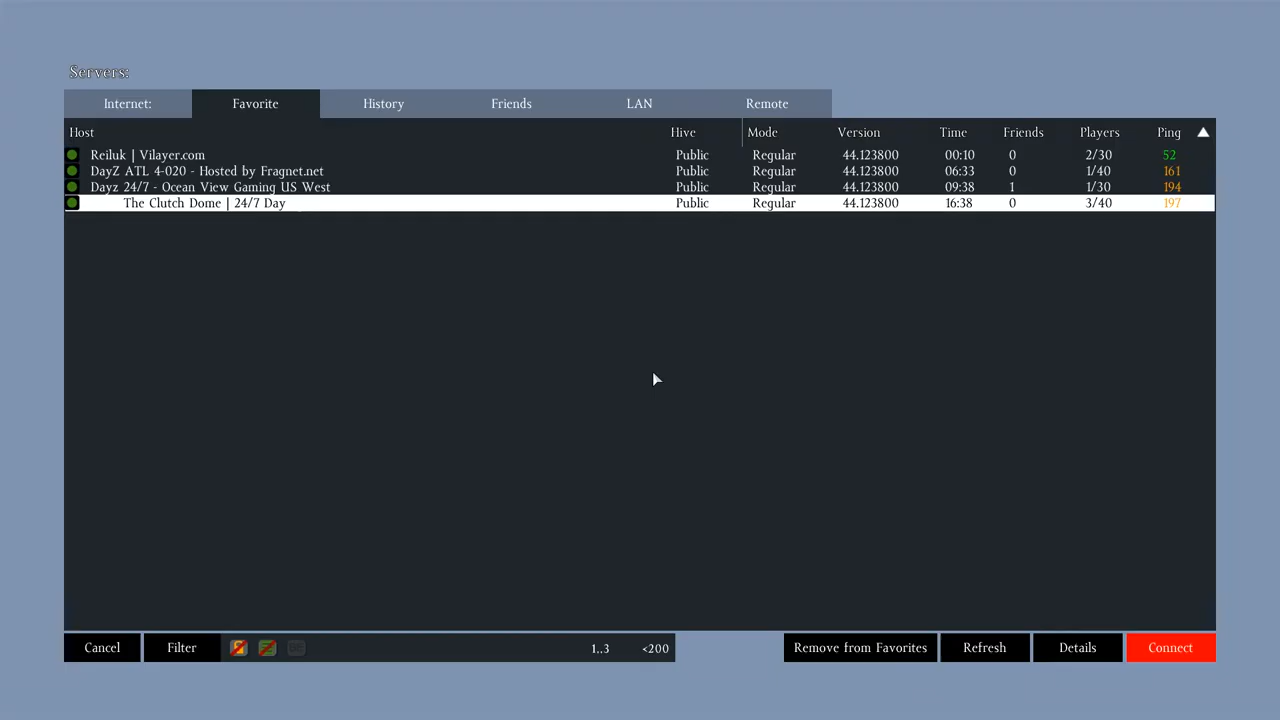 Servers:
Internet: Favorite History Friends LAN Remote
Host Hive Mode Version Time Friends Players Ping
Reiluk | Vilayer.com Public Regular 44.123800 00:10 0 2/30 52
DayZ ATL 4-020 - Hosted by Fragnet.net Public Regular 44.123800 06:33 0 1/40 161
Dayz 24/7 - Ocean View Gaming US West Public Regular 44.123800 09:38 1 1/30 194
The Clutch Dome | 24/7 Day Public Regular 44.123800 16:38 0 3/40 197
Cancel Filter 1..3 <200 Remove from Favorites Refresh Details Connect